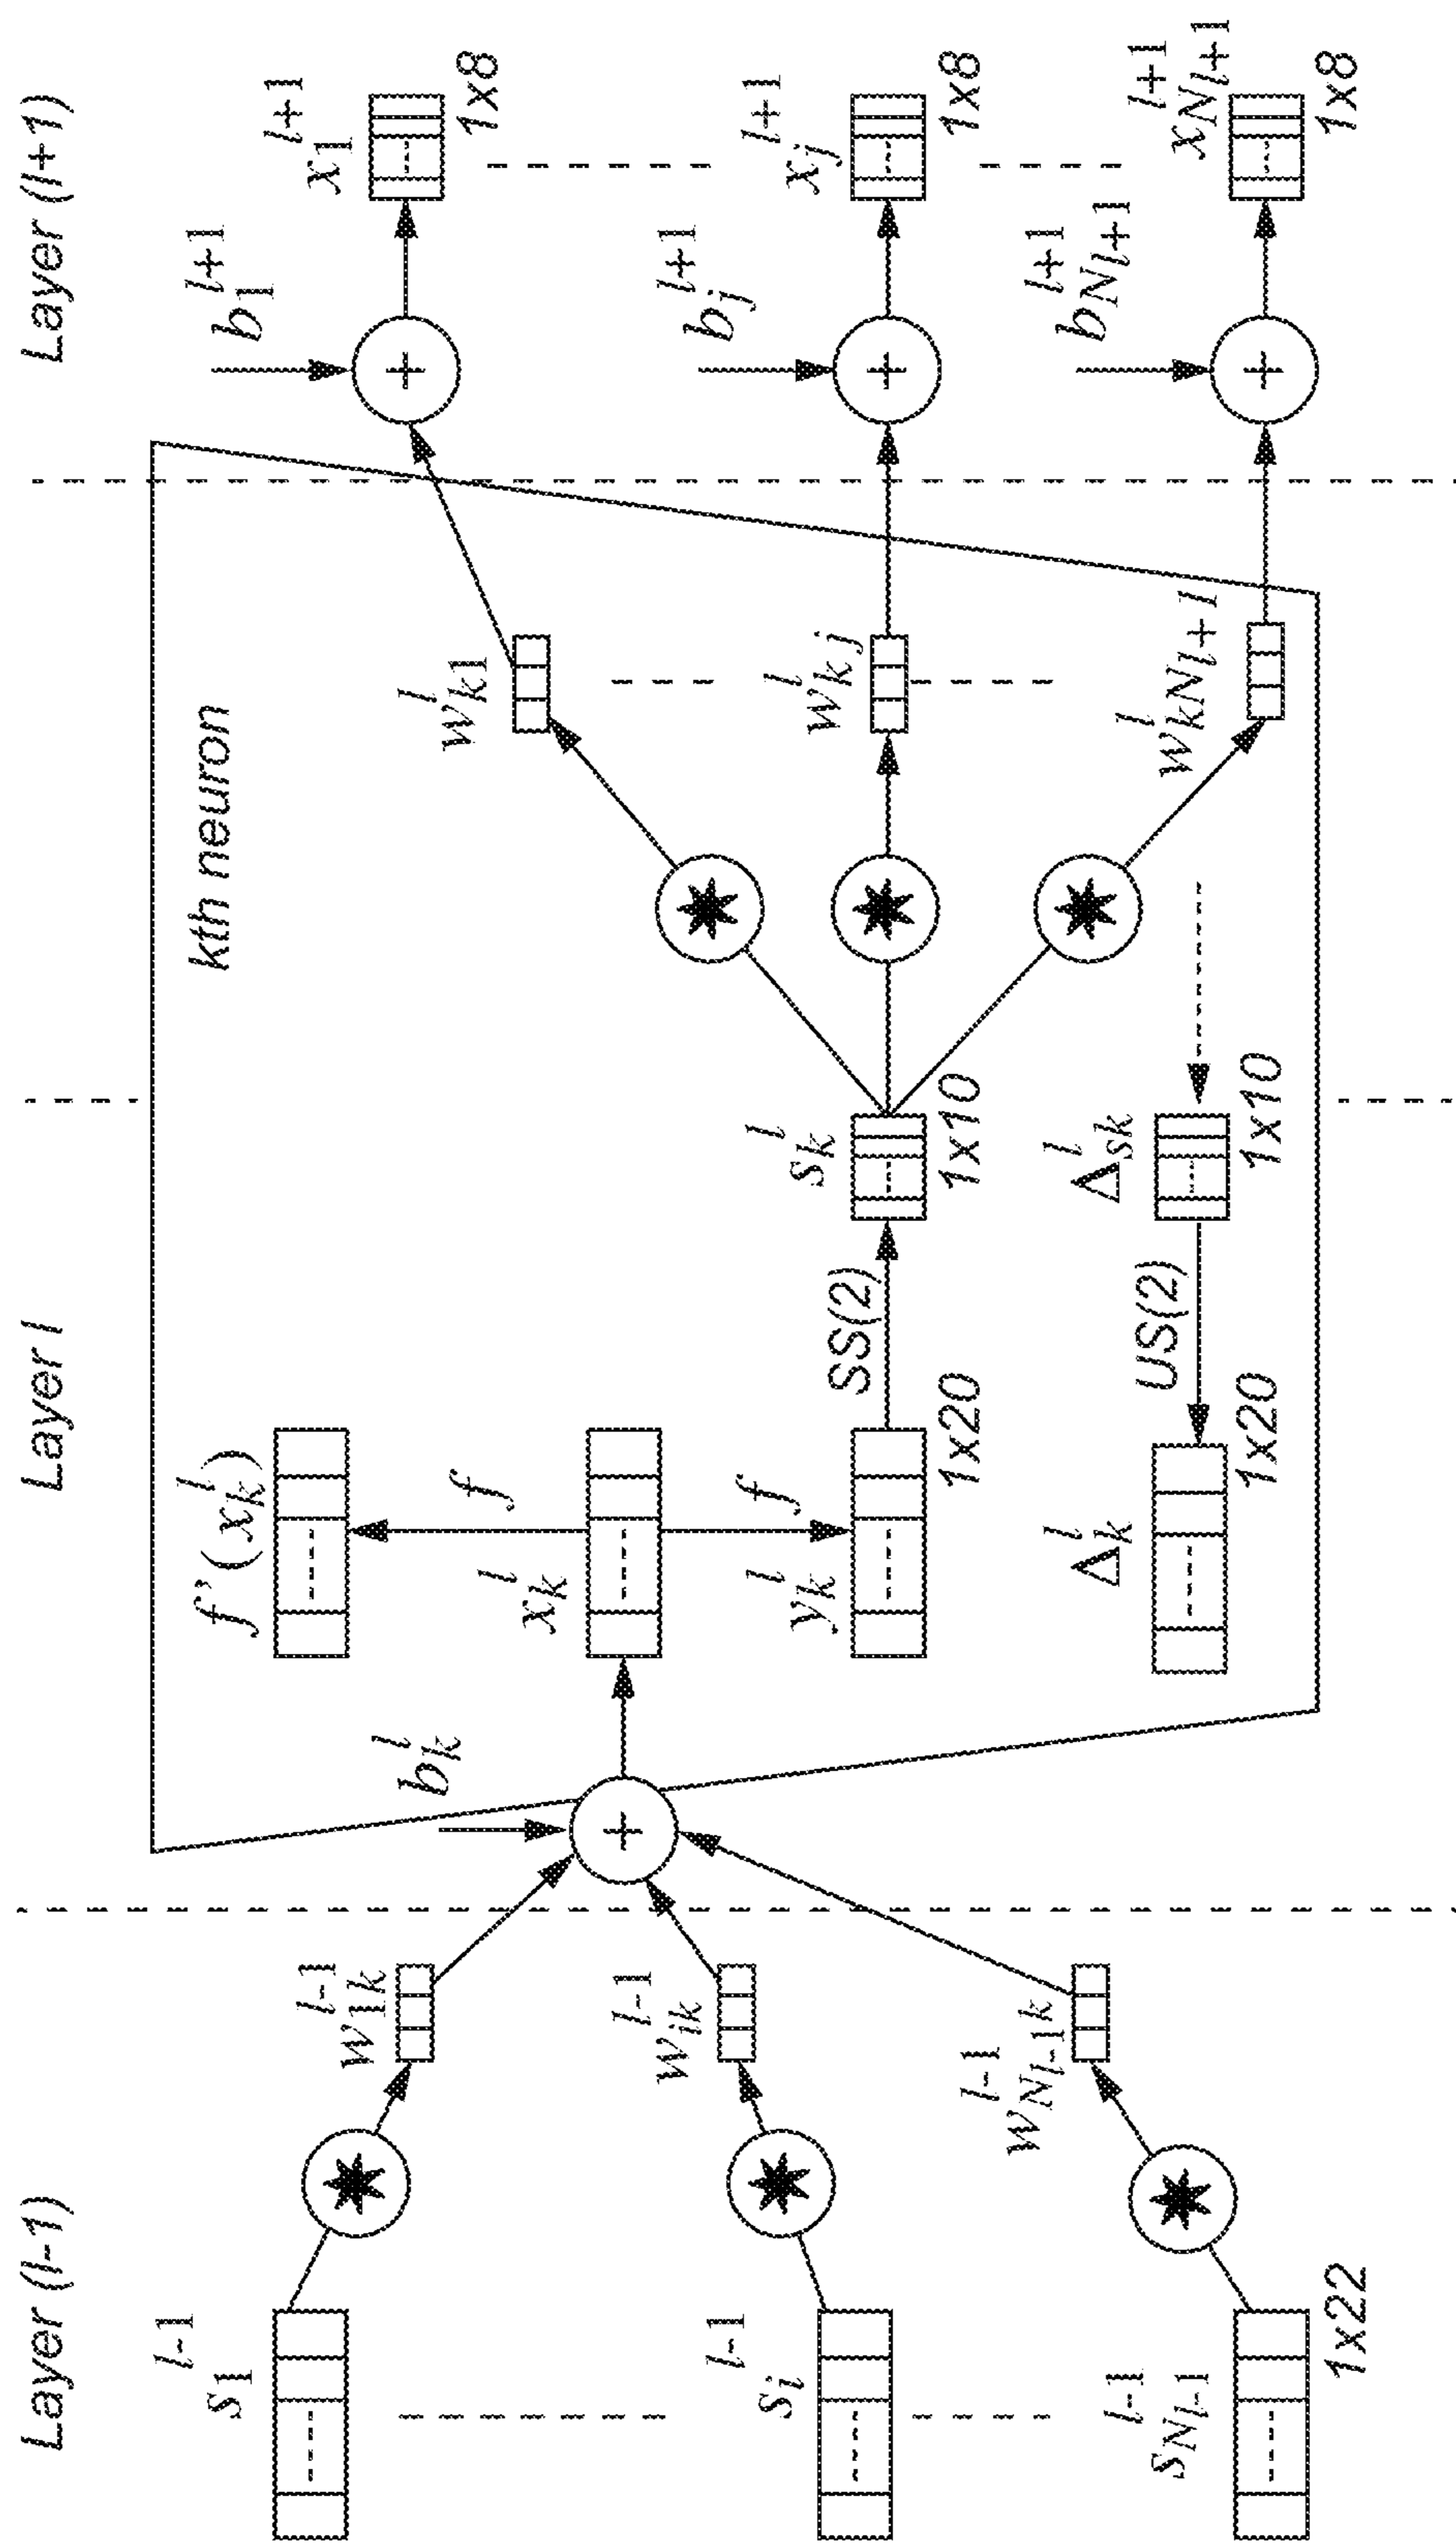 Layer (l-1)
Layer l
Layer (l+1)
kth neuron
s_1^{l-1}
w_{1k}^{l-1}
b_k^l
f'(x_k^l)
f
w_{k1}^l
b_1^{l+1}
x_1^{l+1}
1x8
s_i^{l-1}
w_{ik}^{l-1}
+
x_k^l
f
y_k^l
1x20
SS(2)
s_k^l
1x10
w_{kj}^l
b_j^{l+1}
+
x_j^{l+1}
1x8
s_{N_{l-1}}^{l-1}
1x22
w_{N_{l-1}k}^{l-1}
Δ_k^l
1x20
US(2)
Δ_{sk}^l
1x10
w_{kN_{l+1}}^l
b_{N_{l+1}}^{l+1}
+
x_{N_{l+1}}^{l+1}
1x8
+